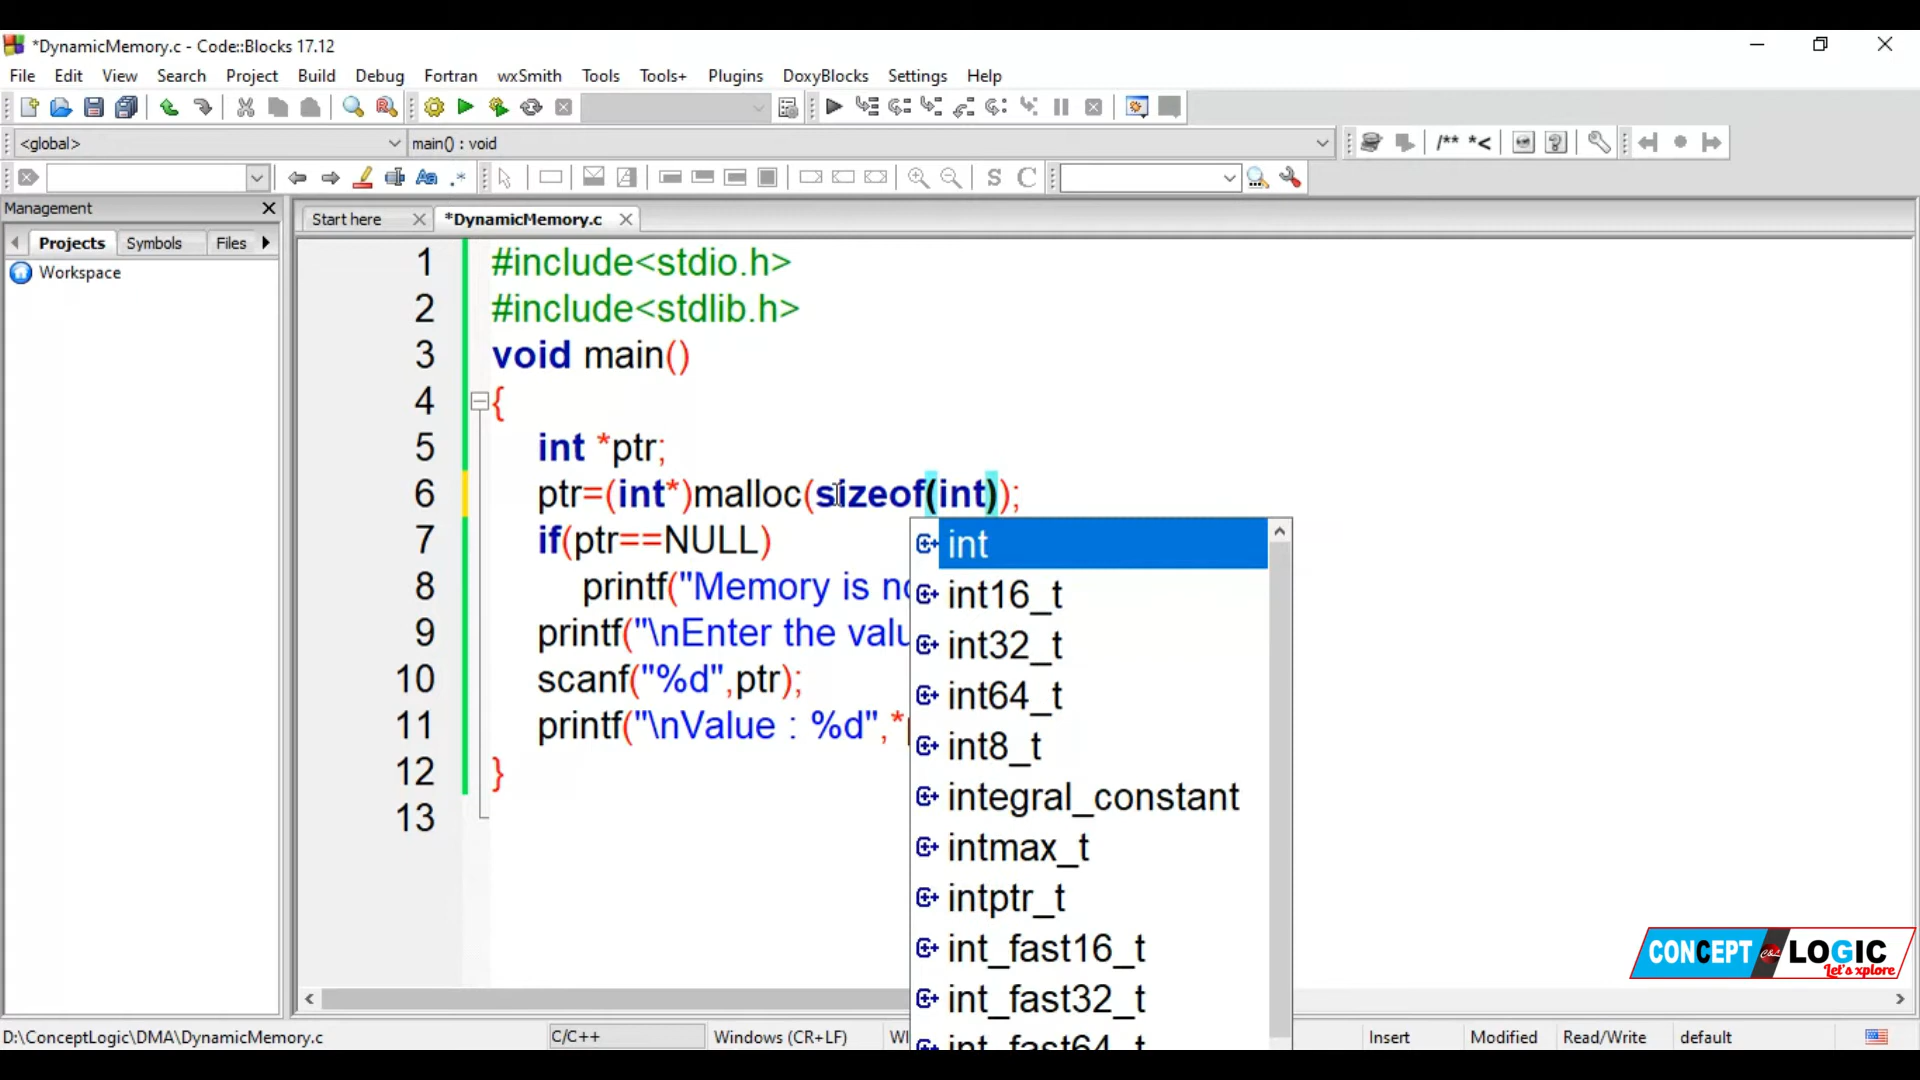 *DynamicMemory.c - Code::Blocks 17.12
File Edit View Search Project Build Debug Fortran wxSmith Tools Tools+ Plugins DoxyBlocks Settings Help
<global> main() : void /** *<
Aa .* S C
Management
Projects Symbols Files
Workspace
Start here *DynamicMemory.c
1 #include<stdio.h>
2 #include<stdlib.h>
3 void main()
4 {
5 int *ptr;
6 ptr=(int*)malloc(sizeof(int));
7 if(ptr==NULL)
8 printf("Memory is
9 printf("\nEnter the
10 scanf("%d",ptr);
11 printf("\nValue : %d",*
12 }
13
int
int16_t
int32_t
int64_t
int8_t
integral_constant
intmax_t
intptr_t
int_fast16_t
int_fast32_t
int_fast64_t
CONCEPT C&L LOGIC
Let's xplore
D:\ConceptLogic\DMA\DynamicMemory.c C/C++ Windows (CR+LF) Insert Modified Read/Write default